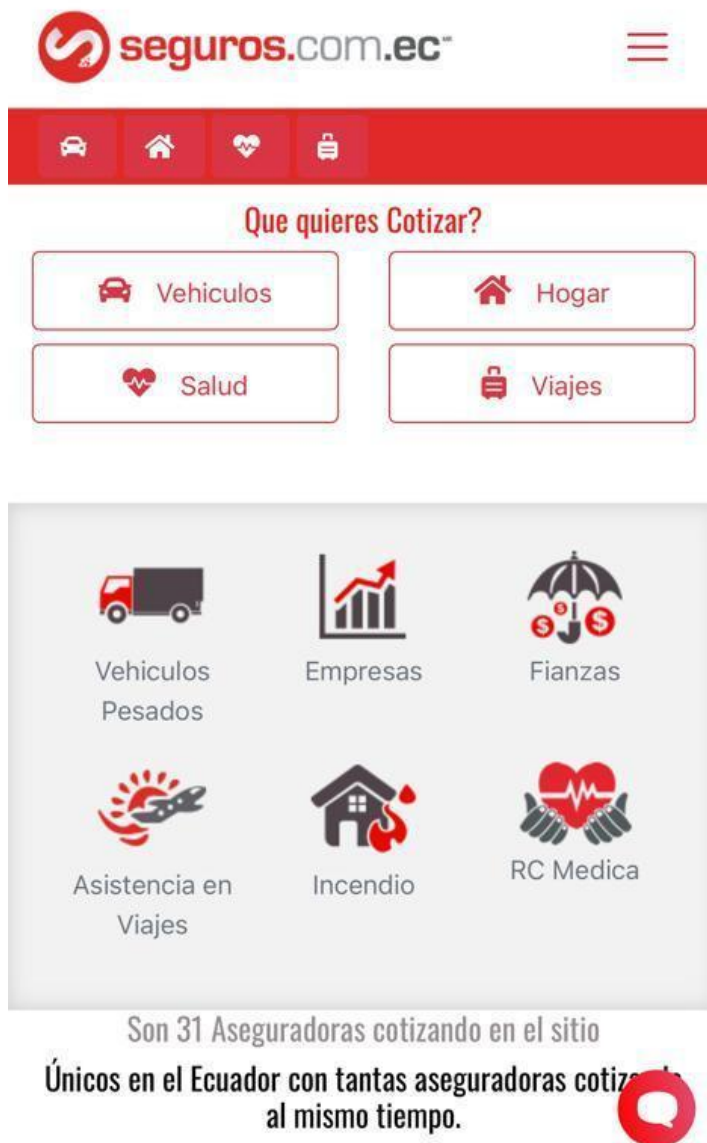 seguros.com.ec
Que quieres Cotizar?
Vehiculos
Hogar
Salud
Viajes
Vehiculos
Pesados
Empresas
Fianzas
Asistencia en
Viajes
Incendio
RC Medica
Son 31 Aseguradoras cotizando en el sitio
Únicos en el Ecuador con tantas aseguradoras
al mismo tiempo.